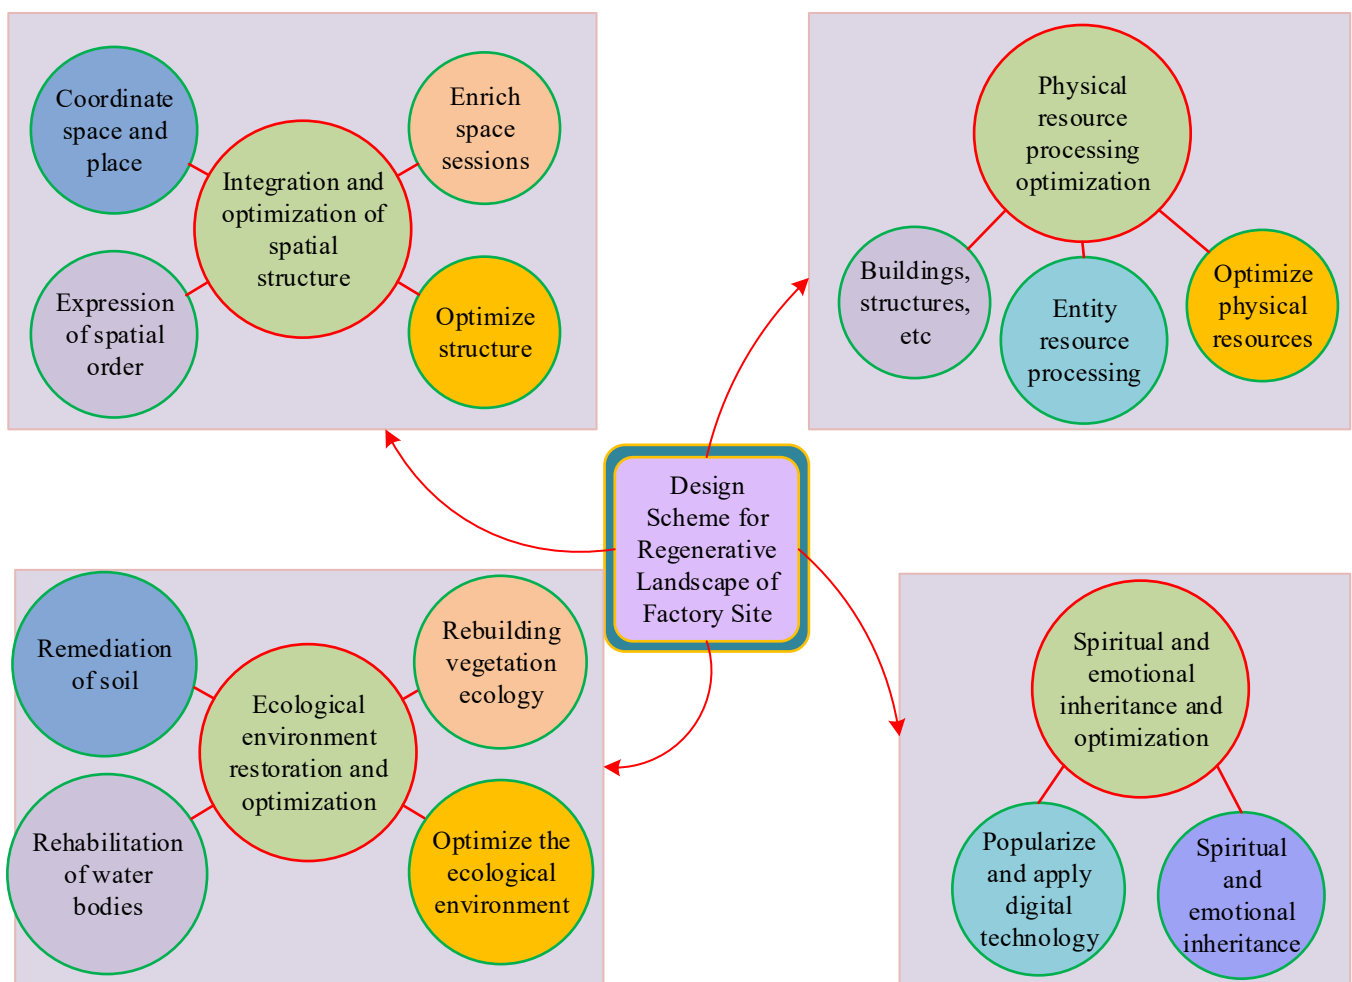 Coordinate
space and
place
Enrich
space
sessions
Integration and
optimization of
spatial
structure
Expression
of spatial
order
Optimize
structure
Physical
resource
processing
optimization
Buildings,
structures,
etc
Entity
resource
processing
Optimize
physical
resources
Design
Scheme for
Regenerative
Landscape of
Factory Site
Remediation
of soil
Rebuilding
vegetation
ecology
Ecological
environment
restoration and
optimization
Rehabilitation
of water
bodies
Optimize the
ecological
environment
Spiritual and
emotional
inheritance and
optimization
Popularize
and apply
digital
technology
Spiritual
and
emotional
inheritance